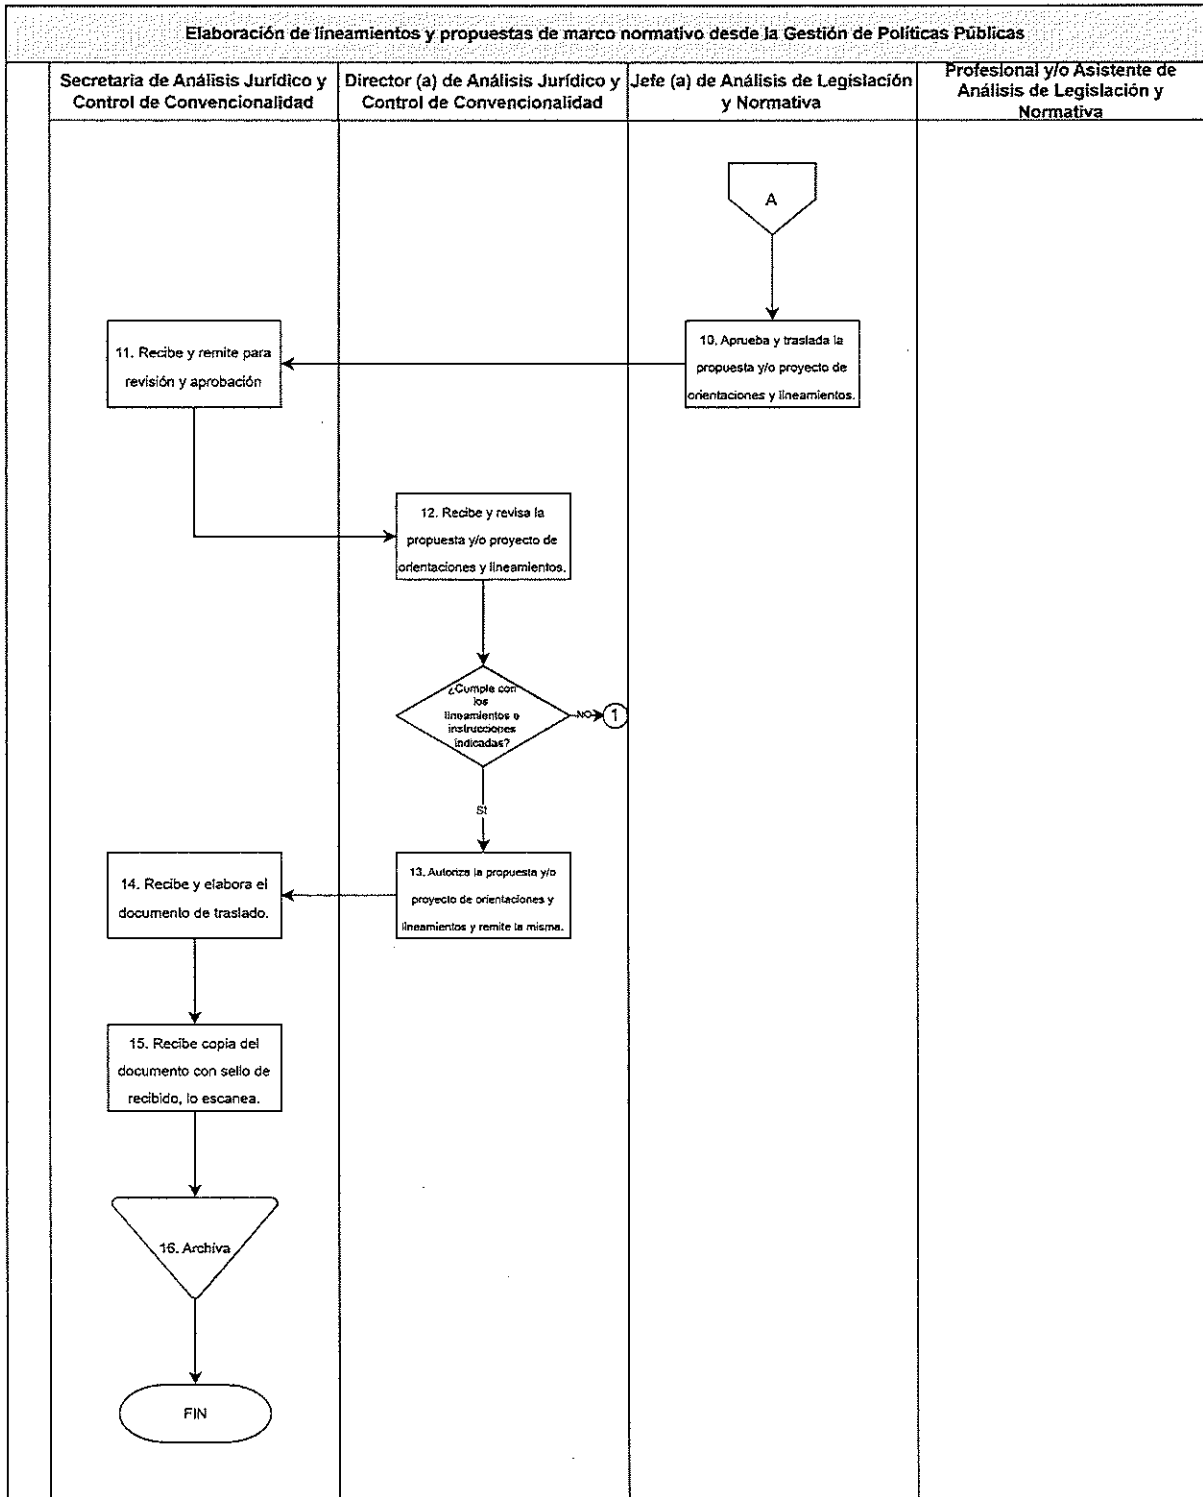 Elaboración de lineamientos y propuestas de marco normativo desde la Gestión de Políticas Públicas
Secretaria de Análisis Jurídico y
Control de Convencionalidad
Director (a) de Análisis Jurídico y
Control de Convencionalidad
Jefe (a) de Análisis de Legislación
y Normativa
Profesional y/o Asistente de
Análisis de Legislación y
Normativa
A
10. Aprueba y traslada la
propuesta y/o proyecto de
orientaciones y lineamientos.
11. Recibe y remite para
revisión y aprobación
12. Recibe y revisa la
propuesta y/o proyecto de
orientaciones y lineamientos.
¿Cumple con
los
lineamientos e
instrucciones
indicadas?
NO
1
SI
13. Autoriza la propuesta y/o
proyecto de orientaciones y
lineamientos y remite la misma.
14. Recibe y elabora el
documento de traslado.
15. Recibe copia del
documento con sello de
recibido, lo escanea.
16. Archiva
FIN